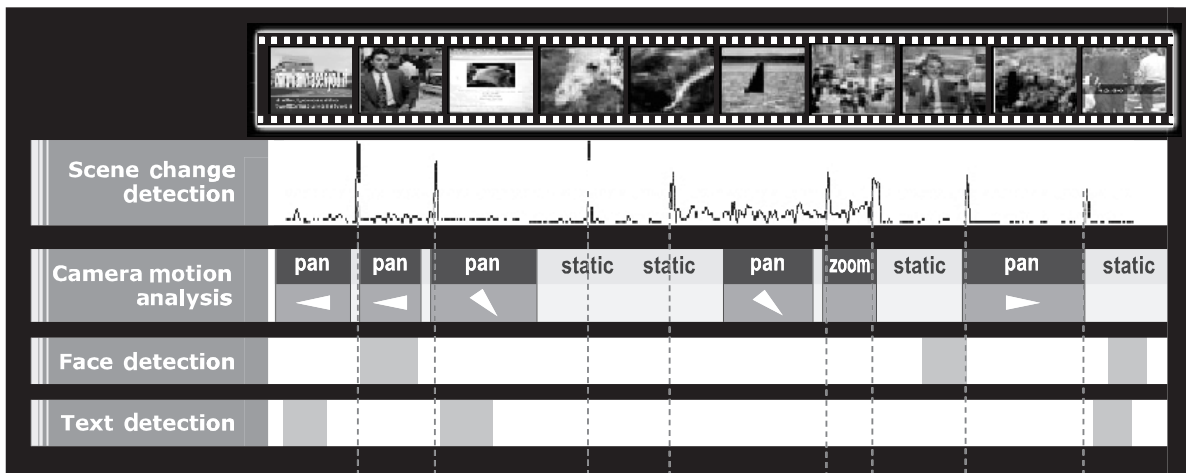 Scene change
detection
Camera motion
analysis
pan
pan
pan
static
static
pan
zoom
static
pan
static
Face detection
Text detection